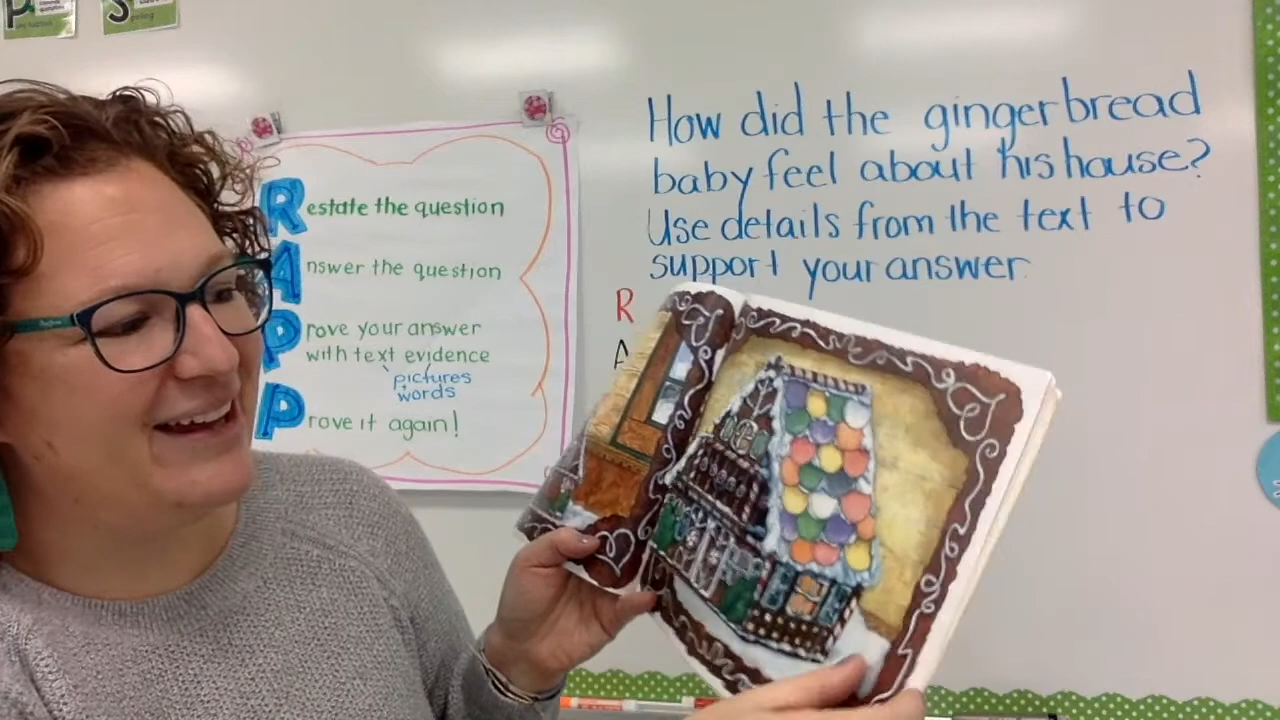 P
S
Restate the question
Answer the question
Prove your answer
with text evidence
pictures
words
Prove it again!
How did the gingerbread
baby feel about his house?
Use details from the text to
support your answer.
R
A